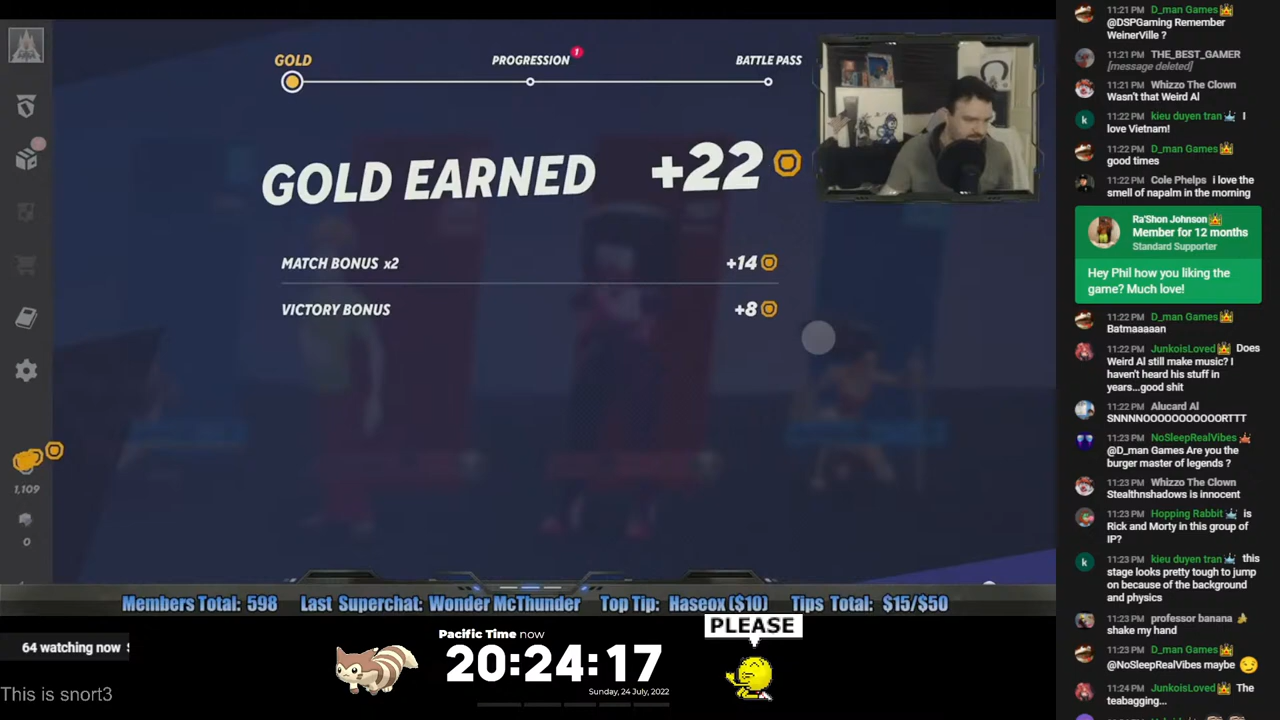 GOLD
PROGRESSION
1
BATTLE PASS
GOLD EARNED
+22
MATCH BONUS x2
+14
VICTORY BONUS
+8
1,109
0
Members Total: 598 Last Superchat: Wonder McThunder Top Tip: Haseox ($10) Tips Total: $15/$50
64 watching now
This is snort3
Pacific Time now
20:24:17
Sunday, 24 July, 2022
PLEASE
11:21 PM D_man Games
@DSPGaming Remember
WeinerVille ?
11:21 PM THE_BEST_GAMER
[message deleted]
11:21 PM Whizzo The Clown
Wasn't that Weird Al
11:22 PM kieu duyen tran I
love Vietnam!
11:22 PM D_man Games
good times
11:22 PM Cole Phelps i love the
smell of napalm in the morning
Ra'Shon Johnson
Member for 12 months
Standard Supporter
Hey Phil how you liking the
game? Much love!
11:22 PM D_man Games
Batmaaaaan
11:22 PM JunkoisLoved Does
Weird Al still make music? I
haven't heard his stuff in
years...good shit
11:22 PM Alucard Al
SNNNNOOOOOOOOOOORTTT
11:23 PM NoSleepRealVibes
@D_man Games Are you the
burger master of legends ?
11:23 PM Whizzo The Clown
Stealthnshadows is innocent
11:23 PM Hopping Rabbit is
Rick and Morty in this group of
IP?
11:23 PM kieu duyen tran this
stage looks pretty tough to jump
on because of the background
and physics
11:23 PM professor banana
shake my hand
11:23 PM D_man Games
@NoSleepRealVibes maybe
11:24 PM JunkoisLoved The
teabagging...